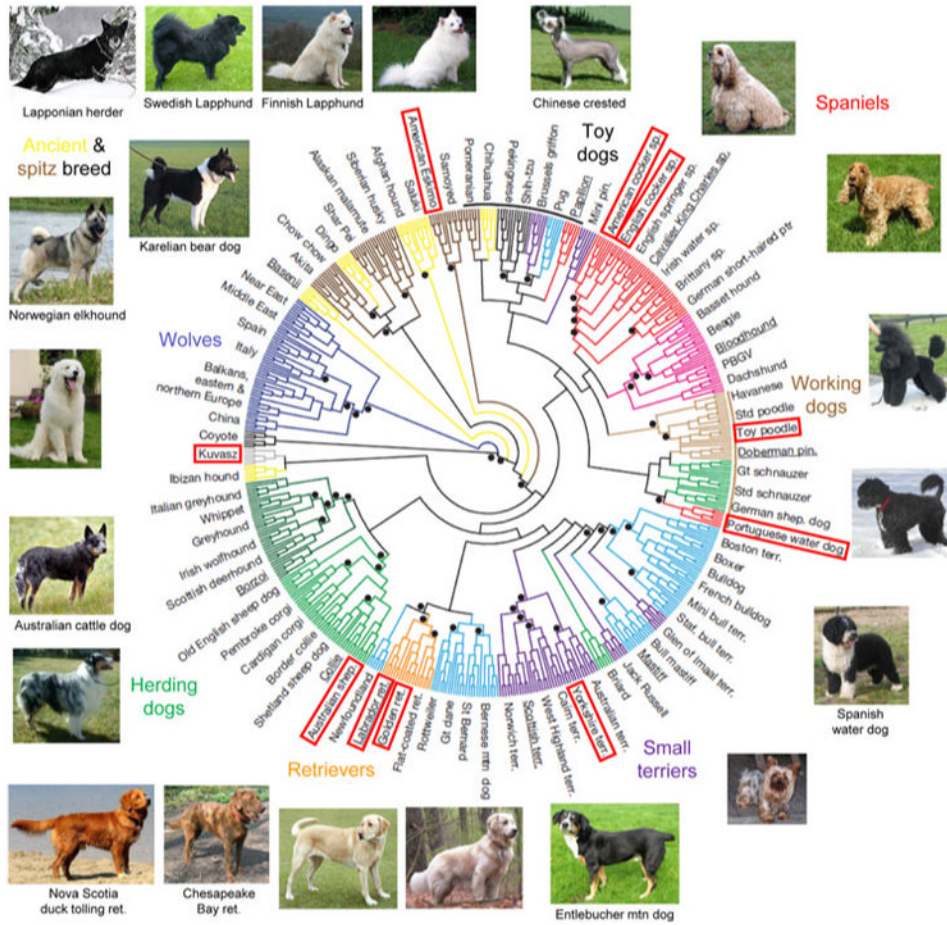 Lapponian herder
Swedish Lapphund
Finnish Lapphund
Chinese crested
Spaniels
Ancient &
spitz breed
Karelian bear dog
Norwegian elkhound
Toy
dogs
Wolves
Working
dogs
Australian cattle dog
Herding
dogs
Retrievers
Small
terriers
Spanish
water dog
Nova Scotia
duck tolling ret.
Chesapeake
Bay ret.
Entlebucher mtn dog
Kuvasz
Coyote
China
Balkans,
eastern &
northern Europe
Italy
Spain
Middle East
Near East
Basenji
Akita
Chow chow
Dingo
Shar Pei
Alaskan malamute
Siberian husky
Afghan hound
Saluki
American Eskimo
Samoyed
Pomeranian
Chihuahua
Pekingnese
Shih-tzu
Brussels griffon
Pug
Papillon
Mini pin.
American cocker sp.
English cocker sp.
English springer sp.
Cavalier King Charles sp.
Irish water sp.
Brittany sp.
German short-haired ptr
Basset hound
Beagle
Bloodhound
PBGV
Dachshund
Havanese
Std poodle
Toy poodle
Doberman pin.
Gt schnauzer
Std schnauzer
German shep. dog
Portuguese water dog
Boston terr.
Boxer
Bulldog
French buldog
Mini bull terr.
Staf. bull terr.
Glen of Imaal terr.
Bull mastiff
Mastiff
Jack Russell
Briard
Australian terr.
Yorkshire terr.
Cairn terr.
West Highland terr.
Scottish terr.
Norwich terr.
Bernese mtn dog
St Bernard
Gt dane
Rottweiler
Flat-coated ret.
Golden ret.
Labrador ret.
Newfoundland
Australian shep.
Collie
Shetland sheep dog
Border collie
Cardigan corgi
Pembroke corgi
Old English sheep dog
Borzoi
Scottish deerhound
Irish wolfhound
Greyhound
Whippet
Italian greyhound
Ibizan hound